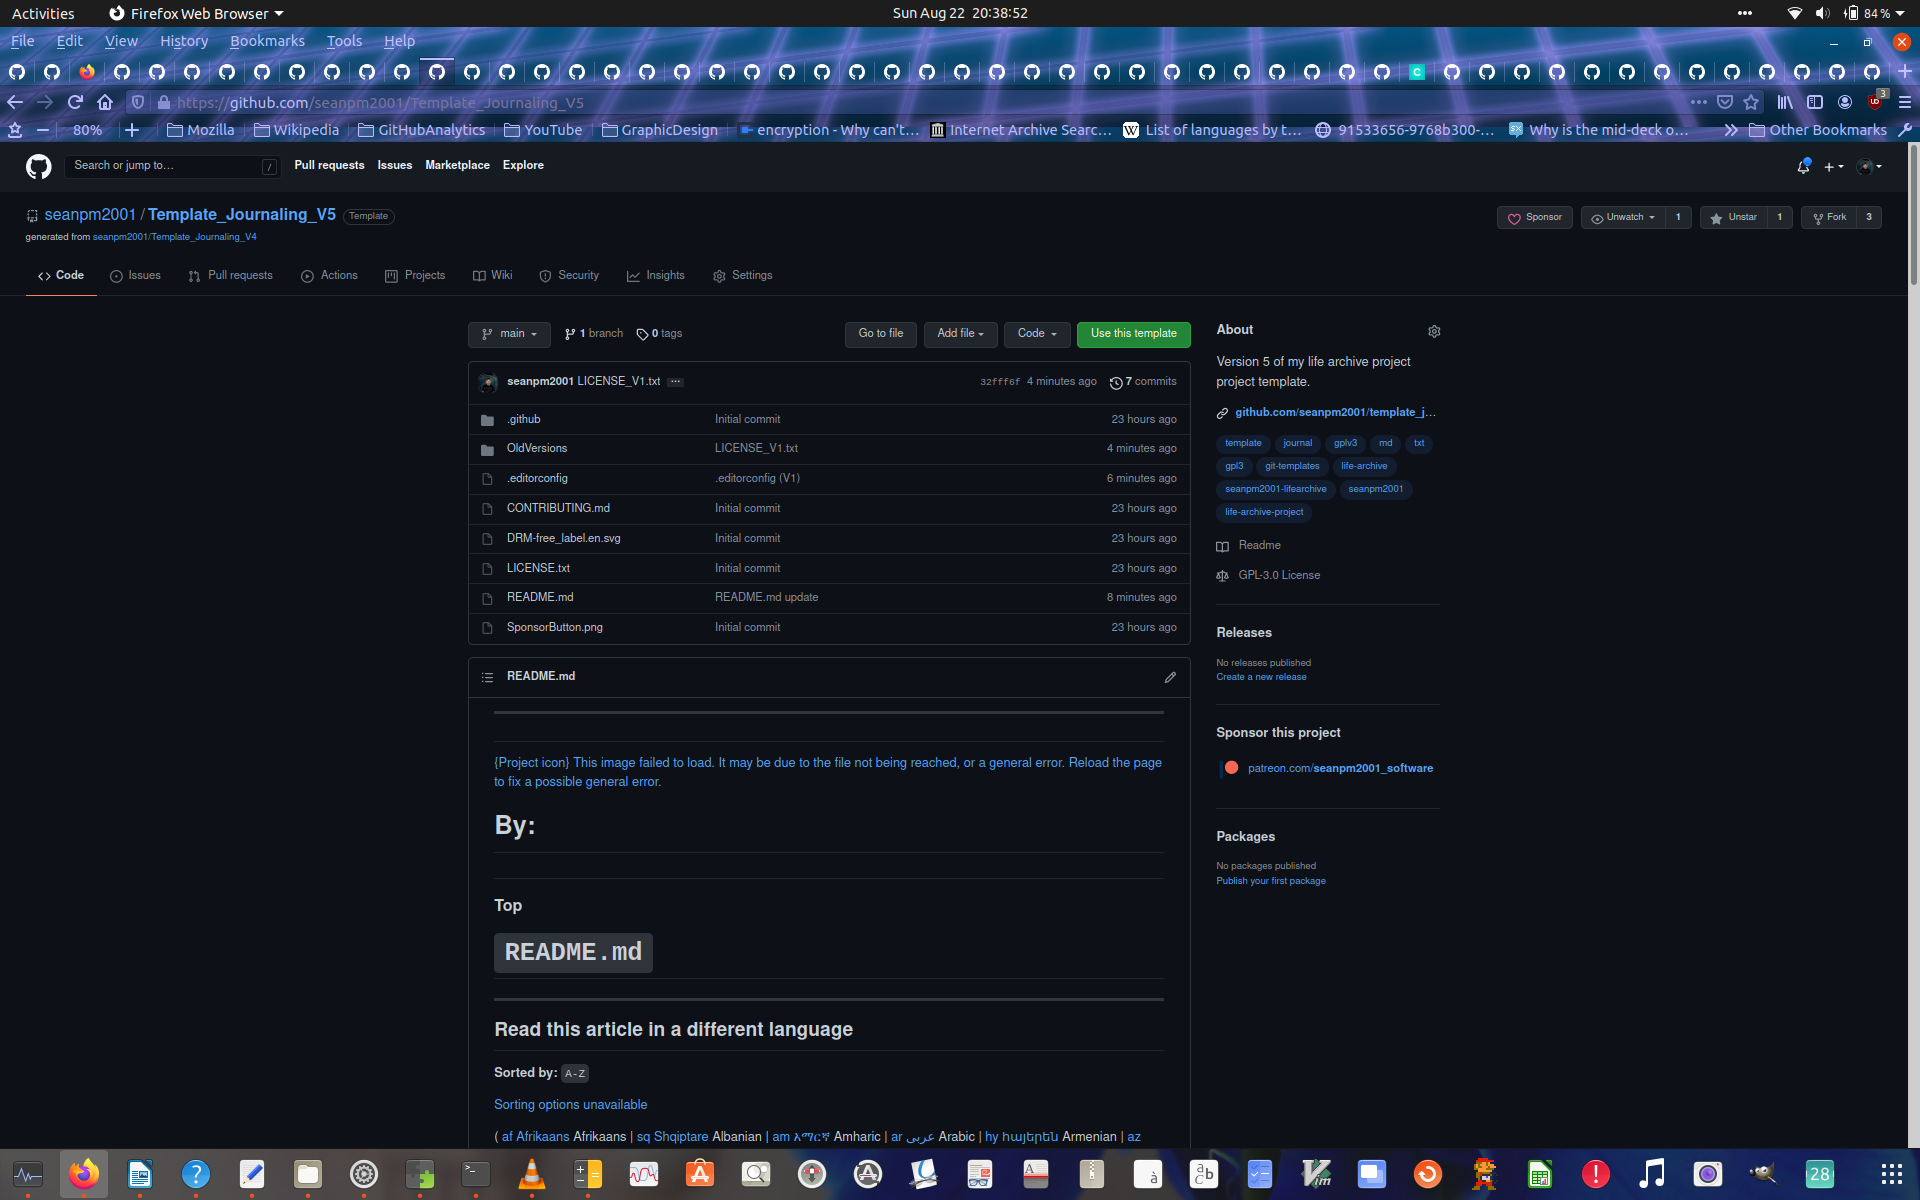 Activities Firefox Web Browser Sun Aug 22 20:38:52 84 %
File Edit View History Bookmarks Tools Help
https://github.com/seanpm2001/Template_Journaling_V5 3
80% Mozilla Wikipedia GitHubAnalytics YouTube GraphicDesign encryption - Why can't… Internet Archive Searc… List of languages by t… 91533656-9768b300-… Why is the mid-deck o… Other Bookmarks
Search or jump to… / Pull requests Issues Marketplace Explore
seanpm2001 / Template_Journaling_V5 Template Sponsor Unwatch 1 Unstar 1 Fork 3
generated from seanpm2001/Template_Journaling_V4
Code Issues Pull requests Actions Projects Wiki Security Insights Settings
main 1 branch 0 tags Go to file Add file Code Use this template
seanpm2001 LICENSE_V1.txt ... 32fff6f 4 minutes ago 7 commits
.github Initial commit 23 hours ago
OldVersions LICENSE_V1.txt 4 minutes ago
.editorconfig .editorconfig (V1) 6 minutes ago
CONTRIBUTING.md Initial commit 23 hours ago
DRM-free_label.en.svg Initial commit 23 hours ago
LICENSE.txt Initial commit 23 hours ago
README.md README.md update 8 minutes ago
SponsorButton.png Initial commit 23 hours ago
README.md
{Project icon} This image failed to load. It may be due to the file not being reached, or a general error. Reload the page
to fix a possible general error.
By:
Top
README.md
Read this article in a different language
Sorted by: A-Z
Sorting options unavailable
( af Afrikaans Afrikaans | sq Shqiptare Albanian | am አማርኛ Amharic | ar عربى Arabic | hy հայերեն Armenian | az
About
Version 5 of my life archive project
project template.
github.com/seanpm2001/template_j…
template journal gplv3 md txt
gpl3 git-templates life-archive
seanpm2001-lifearchive seanpm2001
life-archive-project
Readme
GPL-3.0 License
Releases
No releases published
Create a new release
Sponsor this project
patreon.com/seanpm2001_software
Packages
No packages published
Publish your first package
28